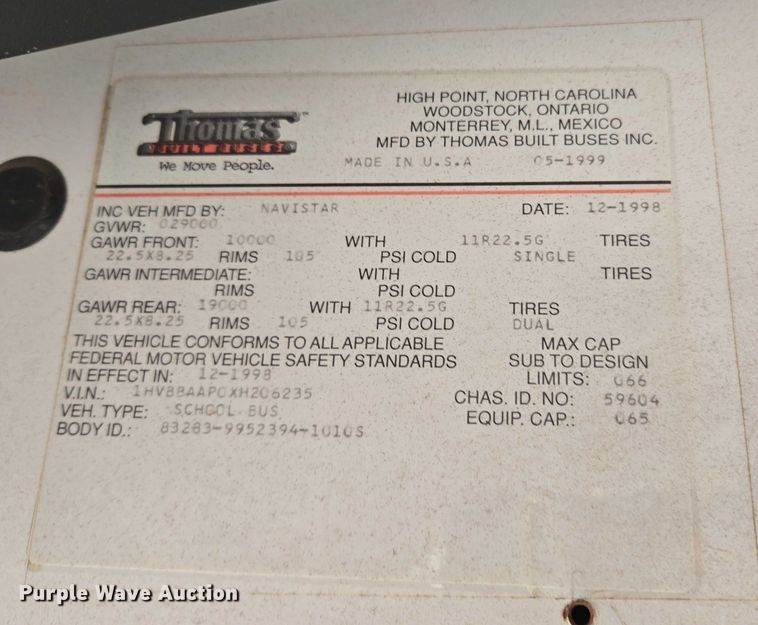 Thomas
BUILT BUSES
We Move People.
HIGH POINT, NORTH CAROLINA
WOODSTOCK, ONTARIO
MONTERREY, M.L., MEXICO
MFD BY THOMAS BUILT BUSES INC.
MADE IN U.S.A 05-1999
INC VEH MFD BY: NAVISTAR DATE: 12-1998
GVWR: 029000
GAWR FRONT: 10000 WITH 11R22.5G TIRES
22.5X8.25 RIMS 105 PSI COLD SINGLE
GAWR INTERMEDIATE: WITH TIRES
RIMS PSI COLD
GAWR REAR: 19000 WITH 11R22.5G TIRES
22.5X8.25 RIMS 105 PSI COLD DUAL
THIS VEHICLE CONFORMS TO ALL APPLICABLE MAX CAP
FEDERAL MOTOR VEHICLE SAFETY STANDARDS SUB TO DESIGN
IN EFFECT IN: 12-1998 LIMITS: 066
V.I.N.: 1HVBBAAP0XH206235 CHAS. ID. NO: 59604
VEH. TYPE: SCHOOL BUS EQUIP. CAP.: 065
BODY ID.: 83283-9952394-1010S
Purple Wave Auction